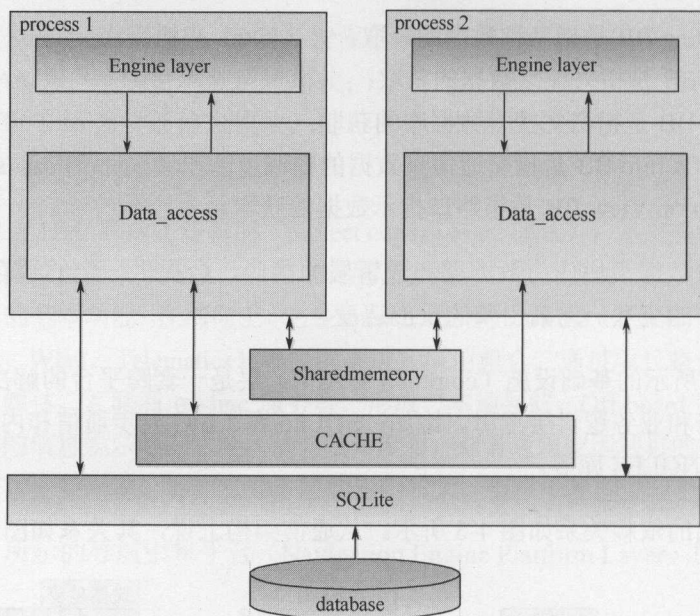 process 1
process 2
Engine layer
Engine layer
Data_access
Data_access
Sharedmemeory
CACHE
SQLite
database